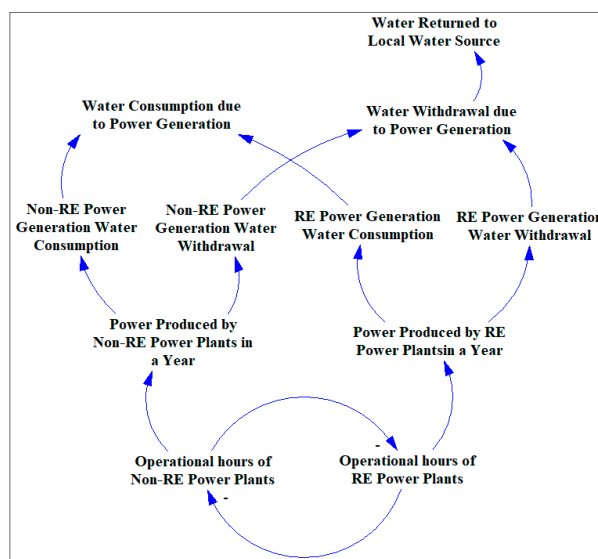 Water Returned to
Local Water Source
Water Consumption due
to Power Generation
Water Withdrawal due
to Power Generation
Non-RE Power
Generation Water
Consumption
Non-RE Power
Generation Water
Withdrawal
RE Power Generation
Water Consumption
RE Power Generation
Water Withdrawal
Power Produced by
Non-RE Power Plants in
a Year
Power Produced by RE
Power Plantsin a Year
Operational hours of
Non-RE Power Plants
-
-
Operational hours of
RE Power Plants